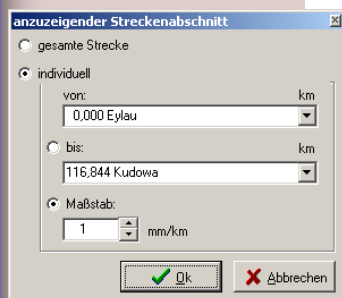 anzuzeigender Streckenabschnitt
gesamte Strecke
individuell
von: km
0,000 Eylau
bis: km
116,844 Kudowa
Maßstab:
1 mm/km
Ok Abbrechen